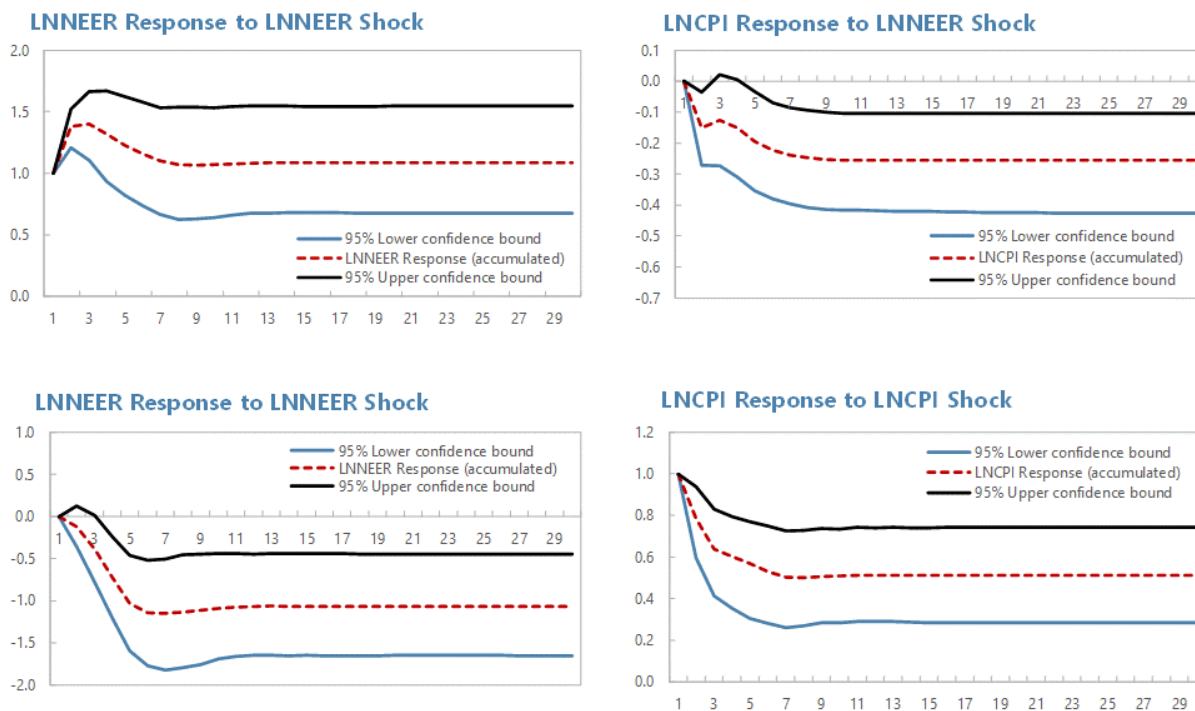 LNNEER Response to LNNEER Shock
2.0
1.5
1.0
0.5
0.0
95% Lower confidence bound
LNNEER Response (accumulated)
95% Upper confidence bound
1 3 5 7 9 11 13 15 17 19 21 23 25 27 29
LNCPI Response to LNNEER Shock
0.1
0.0
-0.1
-0.2
-0.3
-0.4
-0.5
-0.6
-0.7
1 3 5 7 9 11 13 15 17 19 21 23 25 27 29
95% Lower confidence bound
LNCPI Response (accumulated)
95% Upper confidence bound
LNNEER Response to LNNEER Shock
1.0
0.5
0.0
-0.5
-1.0
-1.5
-2.0
95% Lower confidence bound
LNNEER Response (accumulated)
95% Upper confidence bound
1 3 5 7 9 11 13 15 17 19 21 23 25 27 29
LNCPI Response to LNCPI Shock
1.2
1.0
0.8
0.6
0.4
0.2
0.0
95% Lower confidence bound
LNCPI Response (accumulated)
95% Upper confidence bound
1 3 5 7 9 11 13 15 17 19 21 23 25 27 29